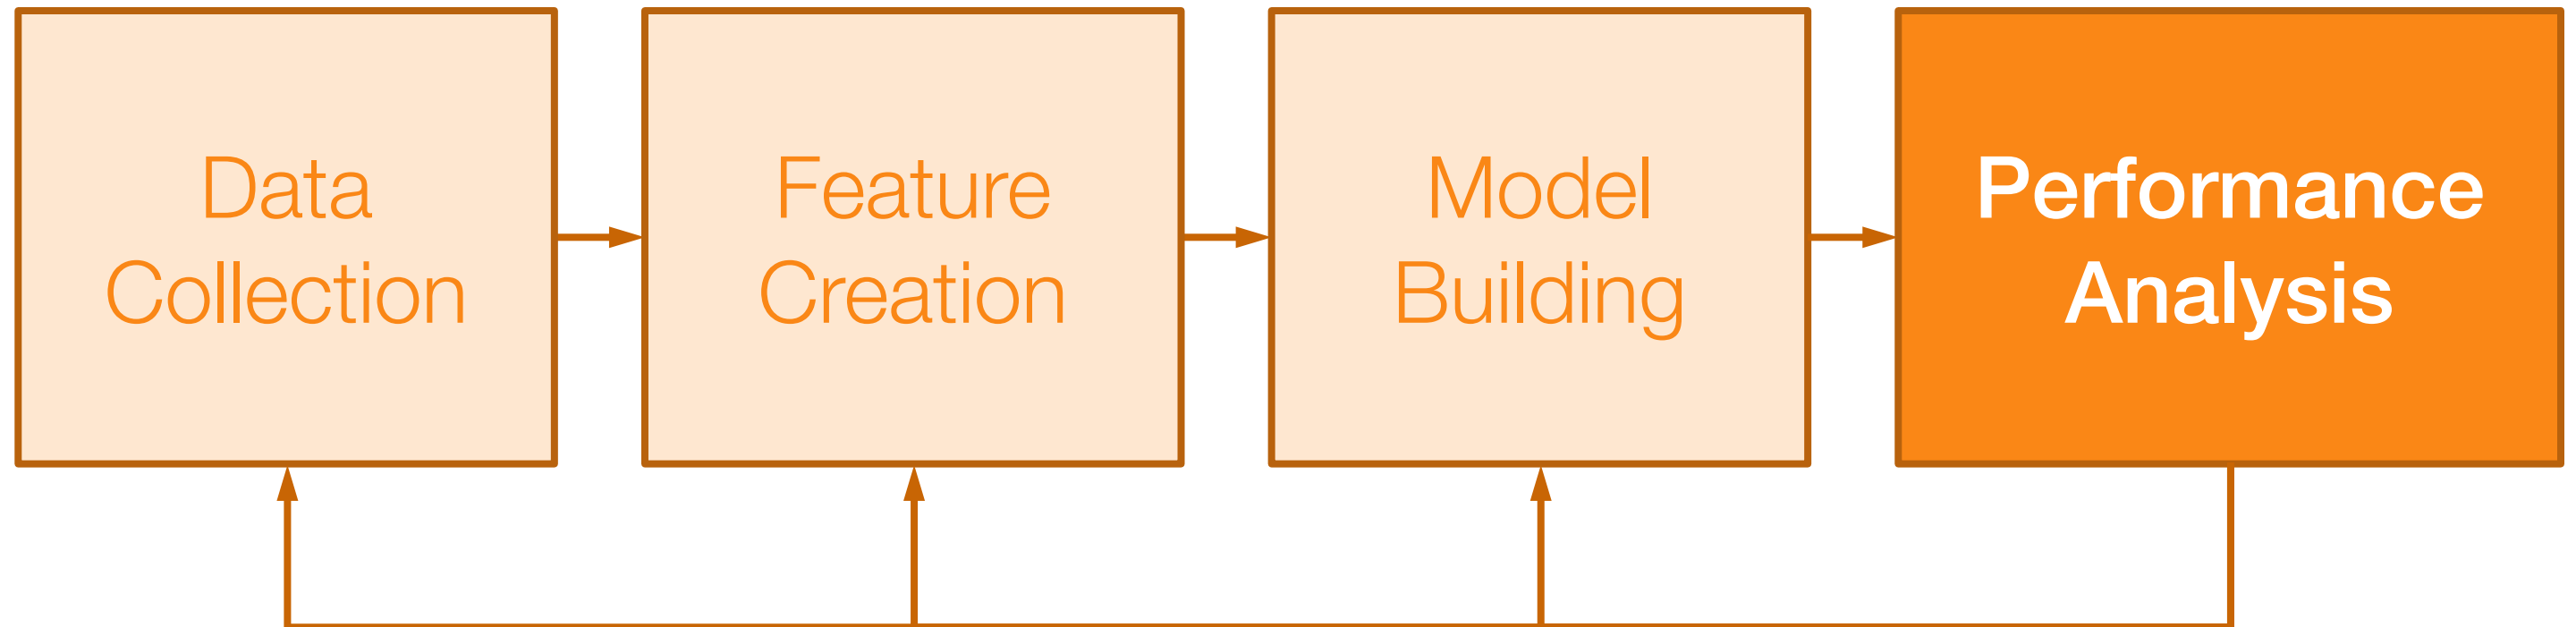 Data
Collection
Feature
Creation
Model
Building
Performance
Analysis